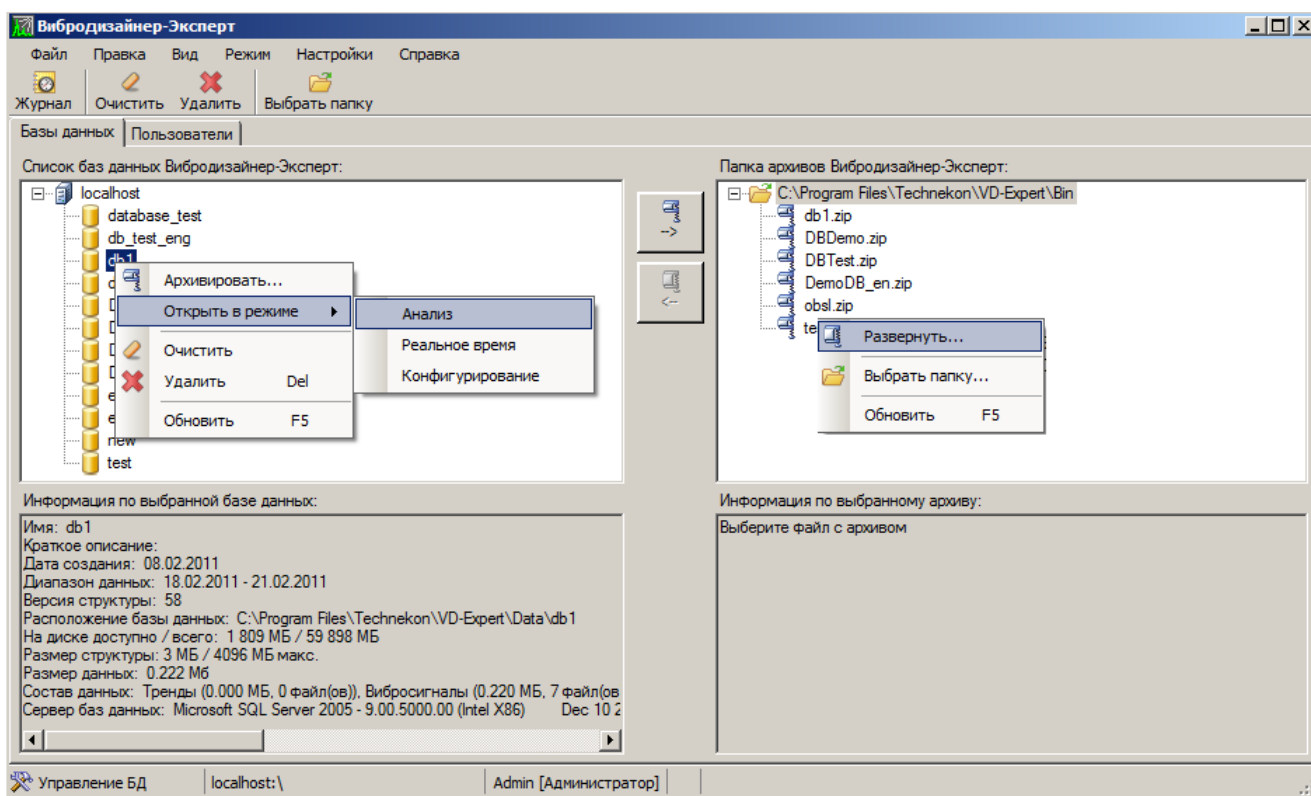 Вибродизайнер-Эксперт
Файл Правка Вид Режим Настройки Справка
Журнал Очистить Удалить Выбрать папку
Базы данных Пользователи
Список баз данных Вибродизайнер-Эксперт:
localhost
database_test
db_test_eng
db1
Архивировать...
Открыть в режиме
Очистить
Удалить Del
Обновить F5
Анализ
Реальное время
Конфигурирование
new
test
-->
<--
Папка архивов Вибродизайнер-Эксперт:
C:\Program Files\Technekon\VD-Expert\Bin
db1.zip
DBDemo.zip
DBTest.zip
DemoDB_en.zip
obsl.zip
te
Развернуть...
Выбрать папку...
Обновить F5
Информация по выбранной базе данных:
Имя: db1
Краткое описание:
Дата создания: 08.02.2011
Диапазон данных: 18.02.2011 - 21.02.2011
Версия структуры: 58
Расположение базы данных: C:\Program Files\Technekon\VD-Expert\Data\db1
На диске доступно / всего: 1 809 МБ / 59 898 МБ
Размер структуры: 3 МБ / 4096 МБ макс.
Размер данных: 0.222 Мб
Состав данных: Тренды (0.000 МБ, 0 файл(ов)), Вибросигналы (0.220 МБ, 7 файл(ов
Сервер баз данных: Microsoft SQL Server 2005 - 9.00.5000.00 (Intel X86) Dec 10 2
Информация по выбранному архиву:
Выберите файл с архивом
Управление БД localhost:\ Admin [Администратор]